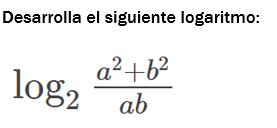 Desarrolla el siguiente logaritmo:
log₂ (a²+b²)/(ab)